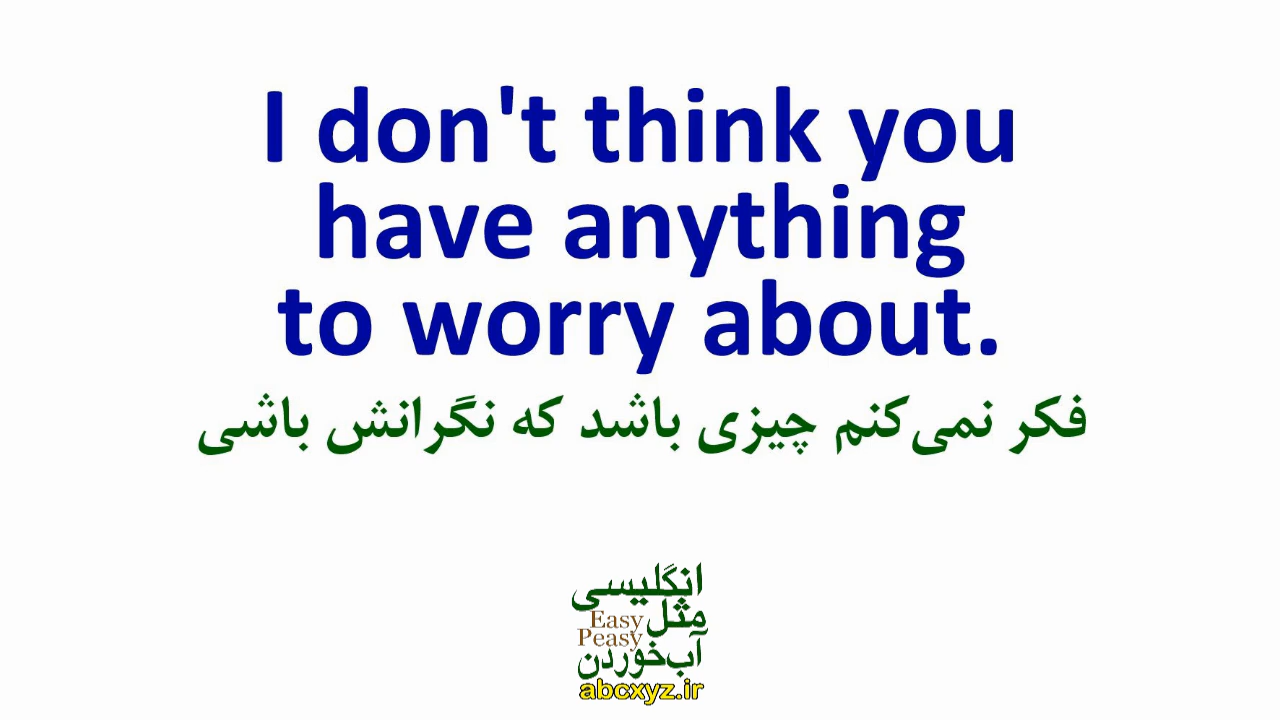 I don't think you
have anything
to worry about.
فکر نمی‌کنم چیزی باشد که نگرانش باشی
انگلیسی
مثل
Easy
Peasy
آب‌خوردن
abcxyz.ir